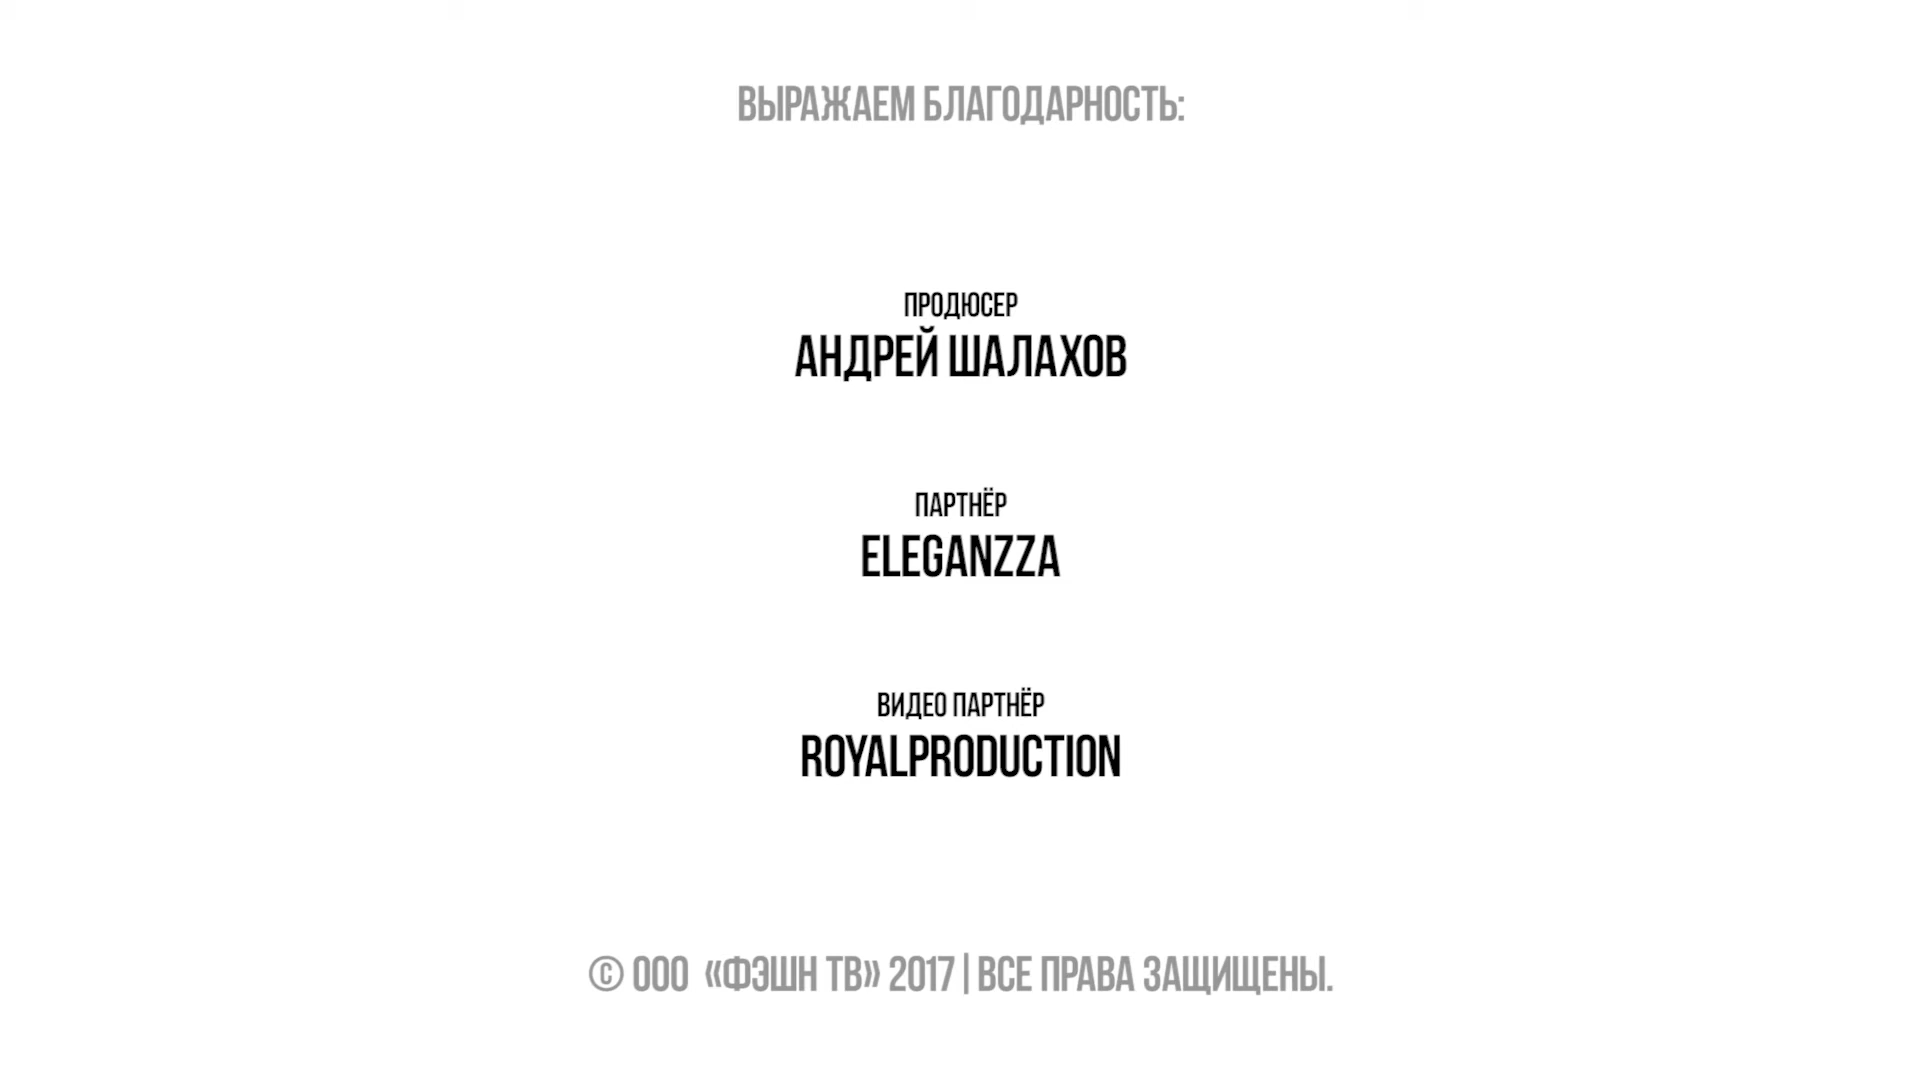 ВЫРАЖАЕМ БЛАГОДАРНОСТЬ:
ПРОДЮСЕР
АНДРЕЙ ШАЛАХОВ
ПАРТНЁР
ELEGANZZA
ВИДЕО ПАРТНЁР
ROYALPRODUCTION
© ООО «ФЭШН ТВ» 2017 | ВСЕ ПРАВА ЗАЩИЩЕНЫ.